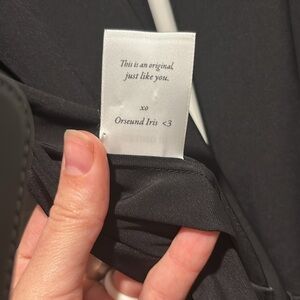 This is an original,
just like you.
xo
Orseund Iris <3